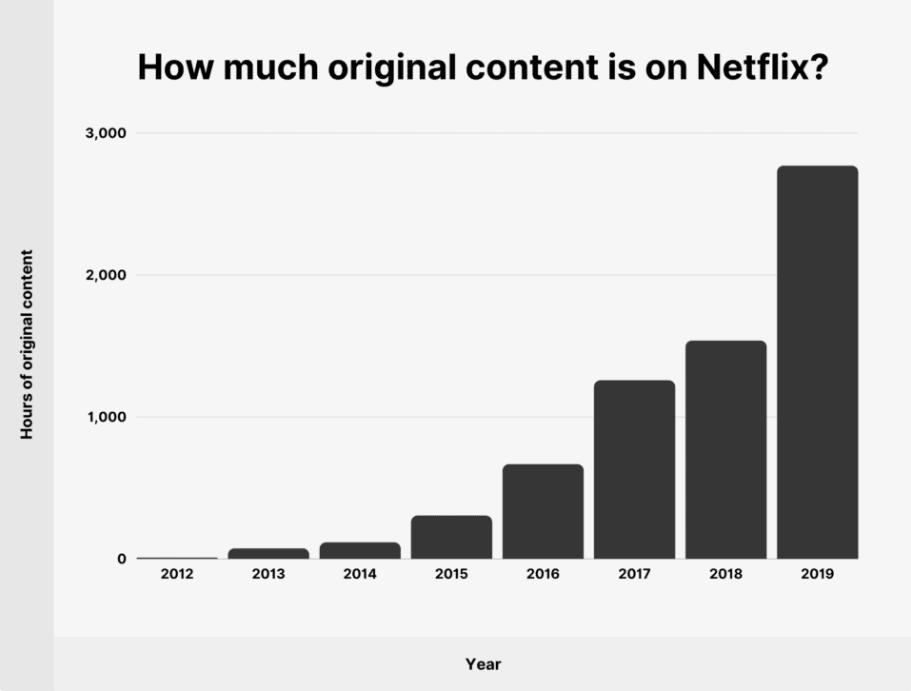 How much original content is on Netflix?
Hours of original content
3,000
2,000
1,000
0
2012 2013 2014 2015 2016 2017 2018 2019
Year